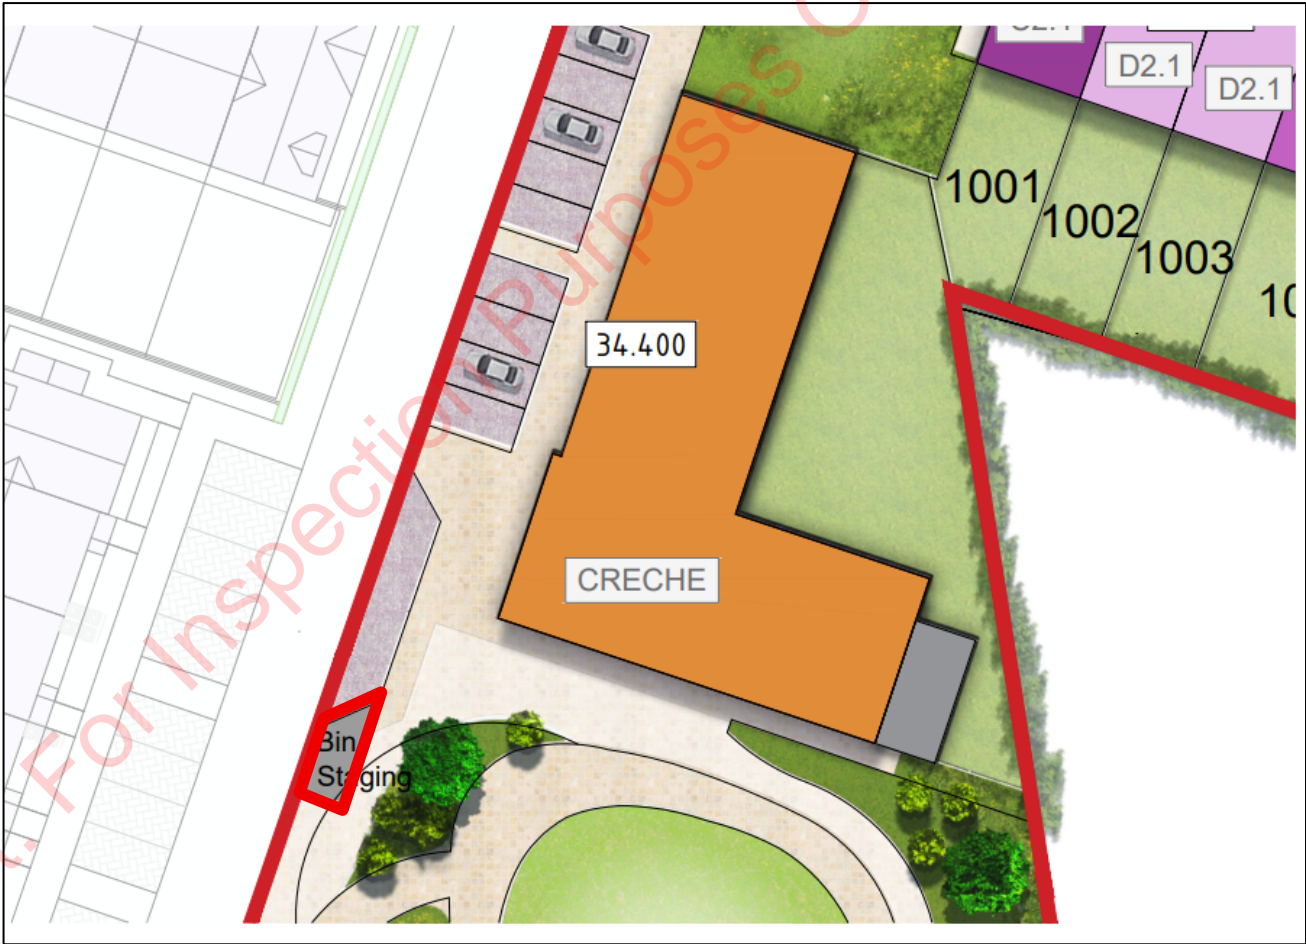 D2.1
D2.1
1001
1002
1003
34.400
CRECHE
Bin
Staging
. For Inspection Purposes O